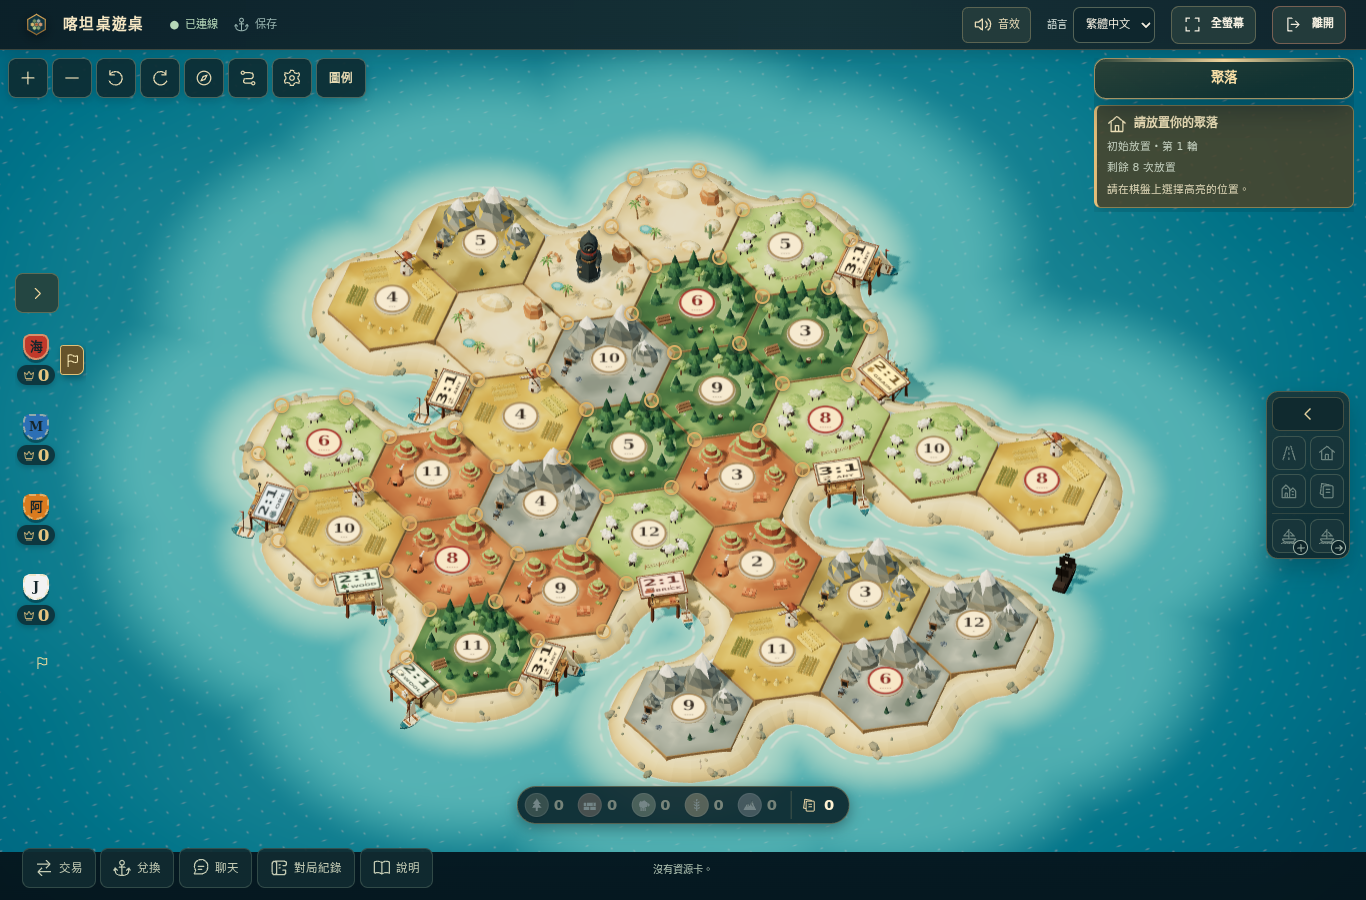 喀坦桌遊桌
已連線
保存
音效
語言
繁體中文
全螢幕
離開
圖例
聚落
請放置你的聚落
初始放置・第 1 輪
剩餘 8 次放置
請在棋盤上選擇高亮的位置。
海
0
M
0
阿
0
J
0
5
4
5
3:1
6
3
10
9
2:1
3:1
4
8
10
8
6
11
5
3
3:1
2:1
10
4
12
8
9
2
3
2:1
WOOD
2:1
BRICK
12
11
11
6
3:1
2:1
9
0
0
0
0
0
0
交易
兌換
聊天
對局紀錄
說明
沒有資源卡。